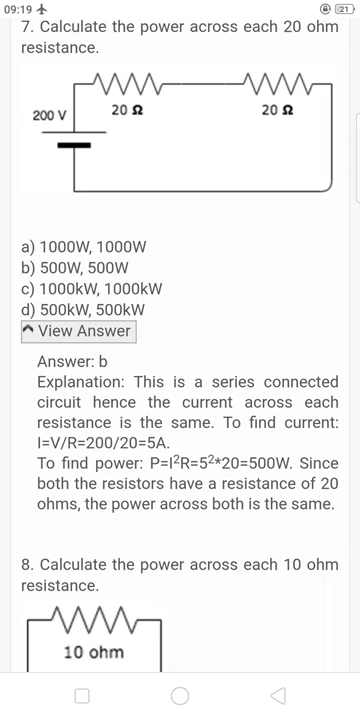 09:19 21
7. Calculate the power across each 20 ohm
resistance.
200 V
20 Ω 20 Ω
a) 1000W, 1000W
b) 500W, 500W
c) 1000kW, 1000kW
d) 500kW, 500kW
View Answer
Answer: b
Explanation: This is a series connected
circuit hence the current across each
resistance is the same. To find current:
I=V/R=200/20=5A.
To find power: P=I²R=5²*20=500W. Since
both the resistors have a resistance of 20
ohms, the power across both is the same.
8. Calculate the power across each 10 ohm
resistance.
10 ohm